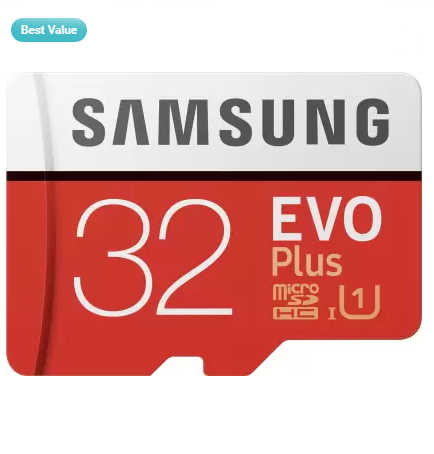 Best Value
SAMSUNG
32
EVO
Plus
micro
SD
HC I U1